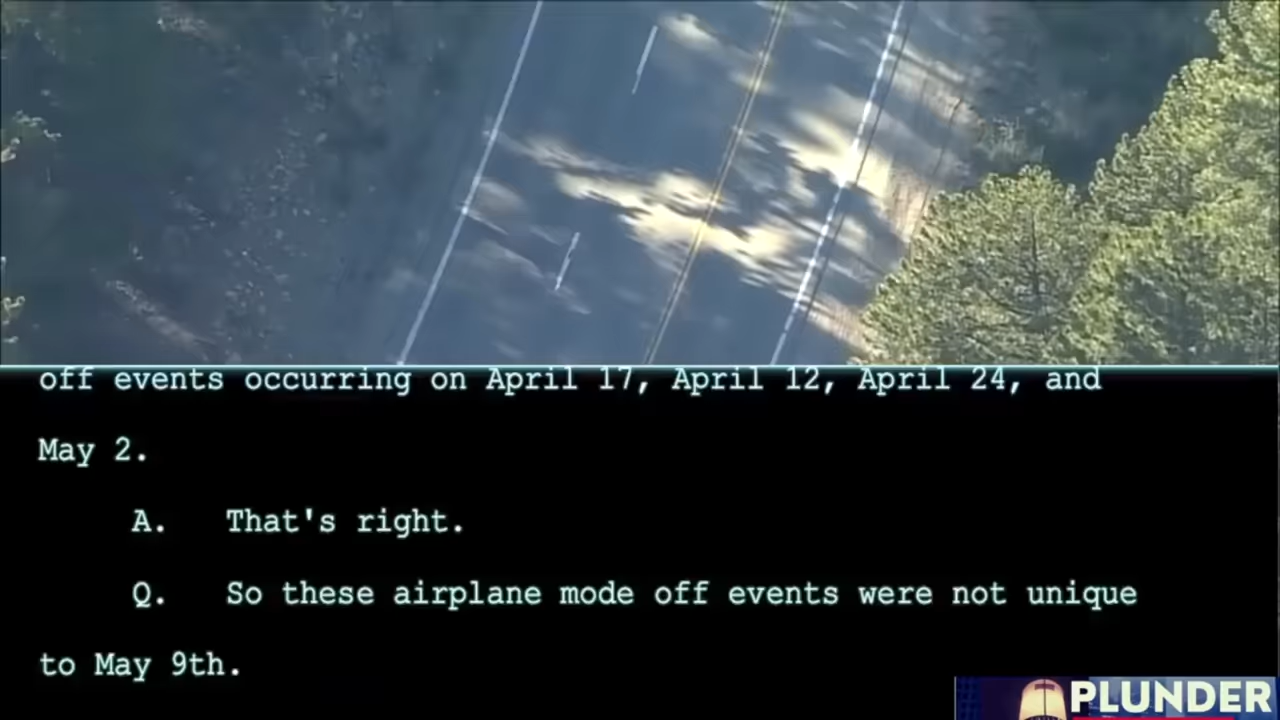 off events occurring on April 17, April 12, April 24, and
May 2.
A. That's right.
Q. So these airplane mode off events were not unique
to May 9th.
PLUNDER